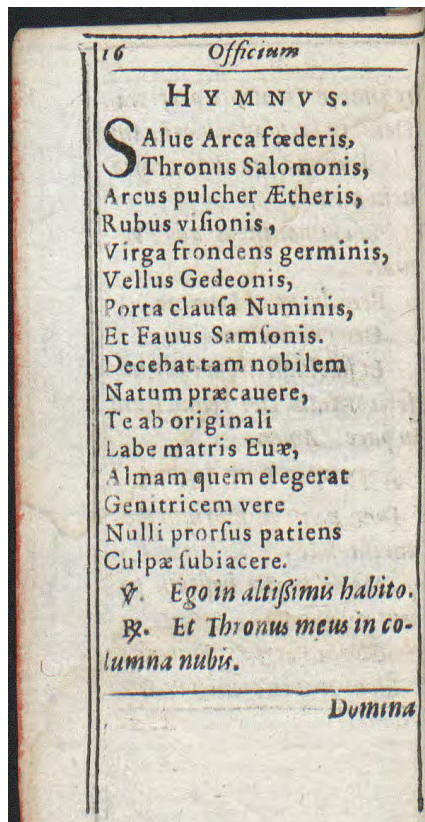 16 Officium
HYMNVS.
SAlue Arca fœderis,
Thronus Salomonis,
Arcus pulcher Ætheris,
Rubus viſionis,
Virga frondens germinis,
Vellus Gedeonis,
Porta clauſa Numinis,
Et Fauus Samſonis.
Decebat tam nobilem
Natum præcauere,
Te ab originali
Labe matris Euæ,
Almam quem elegerat
Genitricem vere
Nulli prorſus patiens
Culpæ ſubiacere.
℣. Ego in altißimis habito.
℟. Et Thronus meus in co-
lumna nubis.
Domina